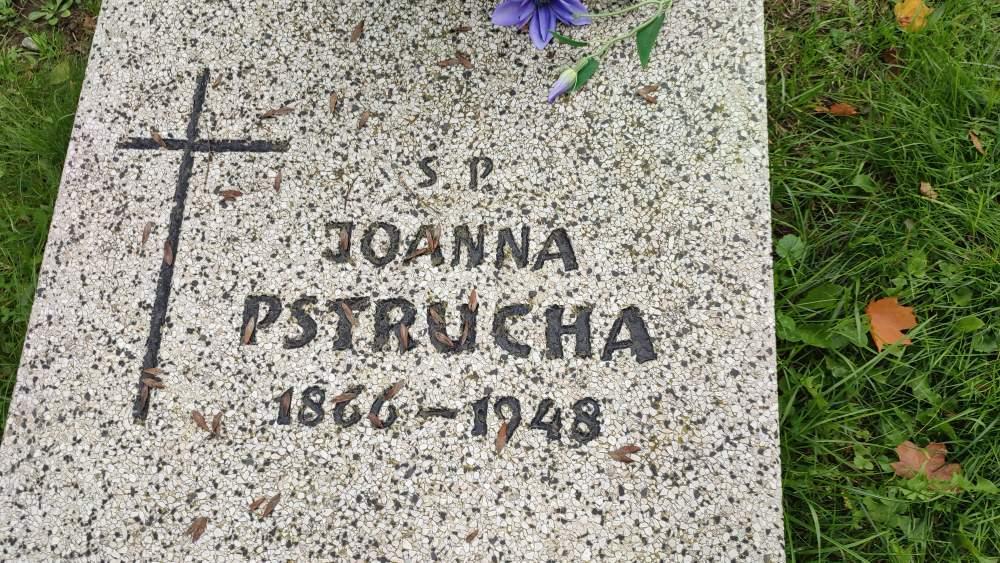 S P
JOANNA
PSTRUCHA
1866-1948